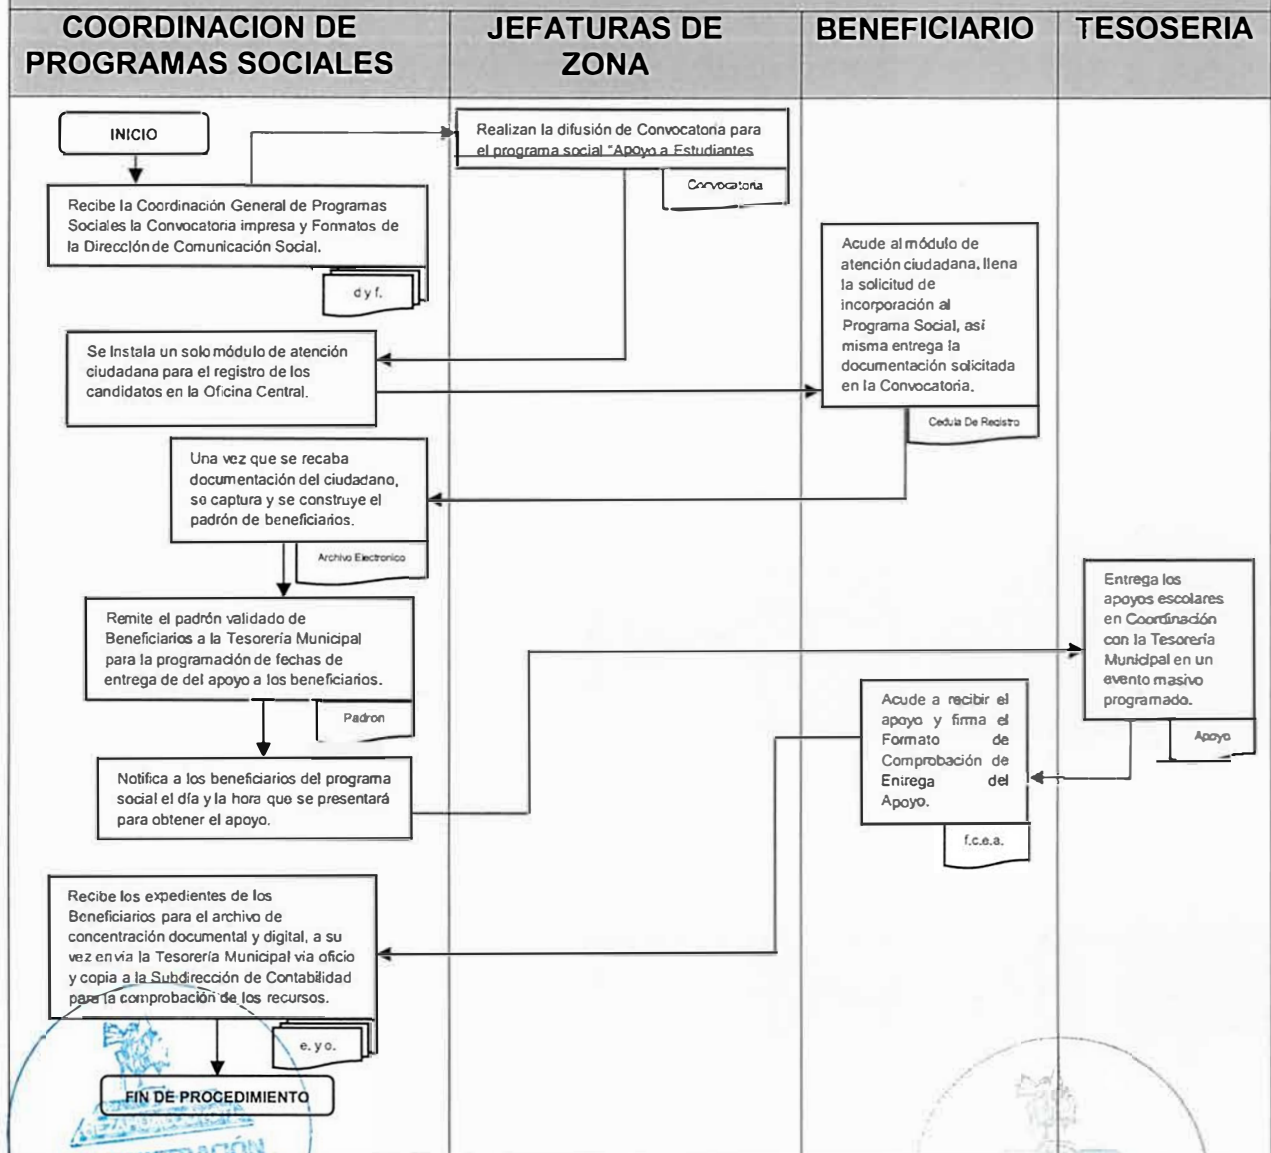 COORDINACION DE
PROGRAMAS SOCIALES
JEFATURAS DE
ZONA
BENEFICIARIO
TESOSERIA
INICIO
Realizan la difusión de Convocatoria para
el programa social "Apoyo a Estudiantes
Convocatoria
Recibe la Coordinación General de Programas
Sociales la Convocatoria impresa y Formatos de
la Dirección de Comunicación Social.
d y f.
Acude al módulo de
atención ciudadana, llena
la solicitud de
incorporación al
Programa Social, así
misma entrega la
documentación solicitada
en la Convocatoria.
Cedula De Registro
Se Instala un solo módulo de atención
ciudadana para el registro de los
candidatos en la Oficina Central.
Una vez que se recaba
documentación del ciudadano,
se captura y se construye el
padrón de beneficiarios.
Archivo Electronico
Remite el padrón validado de
Beneficiarios a la Tesorería Municipal
para la programación de fechas de
entrega de del apoyo a los beneficiarios.
Padron
Entrega los
apoyos escolares
en Coordinación
con la Tesorería
Municipal en un
evento masivo
programado.
Apoyo
Acude a recibir el
apoyo y firma el
Formato de
Comprobación de
Entrega del
Apoyo.
f.c.e.a.
Notifica a los beneficiarios del programa
social el día y la hora que se presentará
para obtener el apoyo.
Recibe los expedientes de los
Beneficiarios para el archivo de
concentración documental y digital, a su
vez envia la Tesorería Municipal via oficio
y copia a la Subdirección de Contabilidad
para la comprobación de los recursos.
e. y o.
FIN DE PROCEDIMIENTO